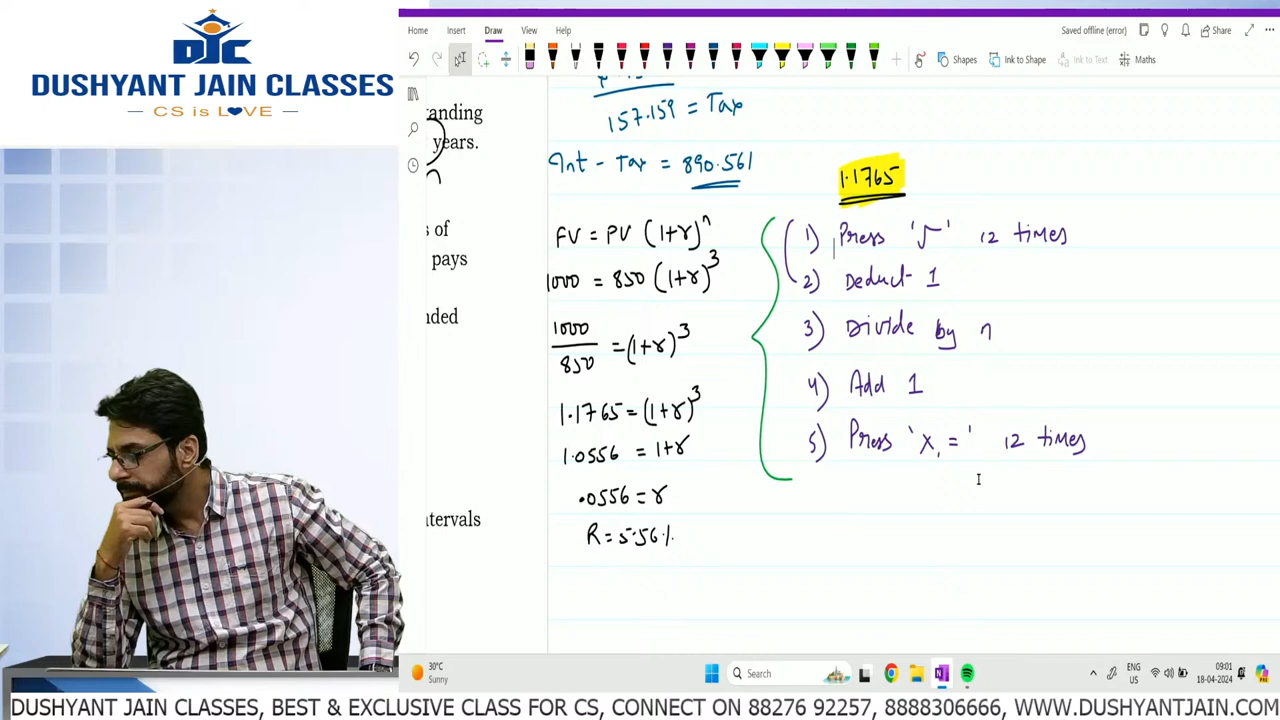 DJC
DUSHYANT JAIN CLASSES
CS is LOVE
Home Insert Draw View Help
Saved offline (error)
Share
Shapes Ink to Shape Ink to Text Maths
anding
years.
s of
pays
nded
ntervals
157.159 = Tax
Int - Tax = 890.561
FV = PV (1+r)^n
1000 = 850 (1+r)^3
1000/850 = (1+r)^3
1.1765 = (1+r)^3
1.0556 = 1+r
.0556 = r
R = 5.56%
1.1765
1) Press '√' 12 times
2) Deduct 1
3) Divide by n
4) Add 1
5) Press 'x, =' 12 times
30°C
Sunny
Search
ENG
US
09:01
18-04-2024
DUSHYANT JAIN CLASSES, BEST & EXCLUSIVE CLASS FOR CS, CONNECT ON 88276 92257, 8888306666, WWW.DUSHYANTJAIN.COM